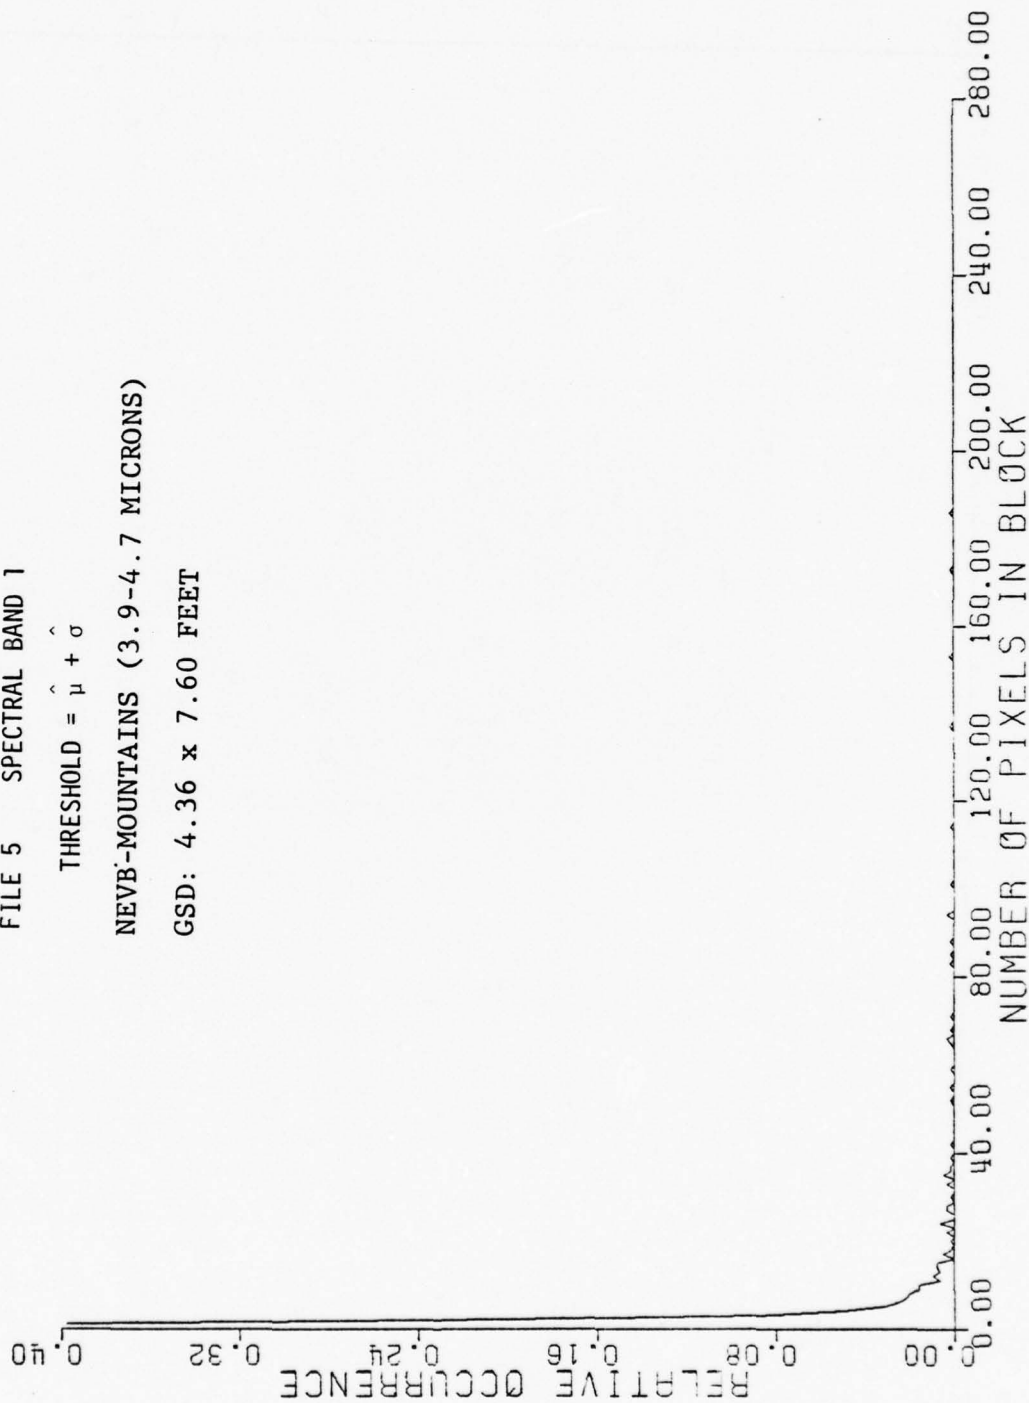 FILE 5 SPECTRAL BAND 1
THRESHOLD = μ̂ + σ̂
NEVB-MOUNTAINS (3.9-4.7 MICRONS)
GSD: 4.36 x 7.60 FEET
RELATIVE OCCURRENCE
0.40
0.32
0.24
0.16
0.08
0.00
0.00 40.00 80.00 120.00 160.00 200.00 240.00 280.00
NUMBER OF PIXELS IN BLOCK